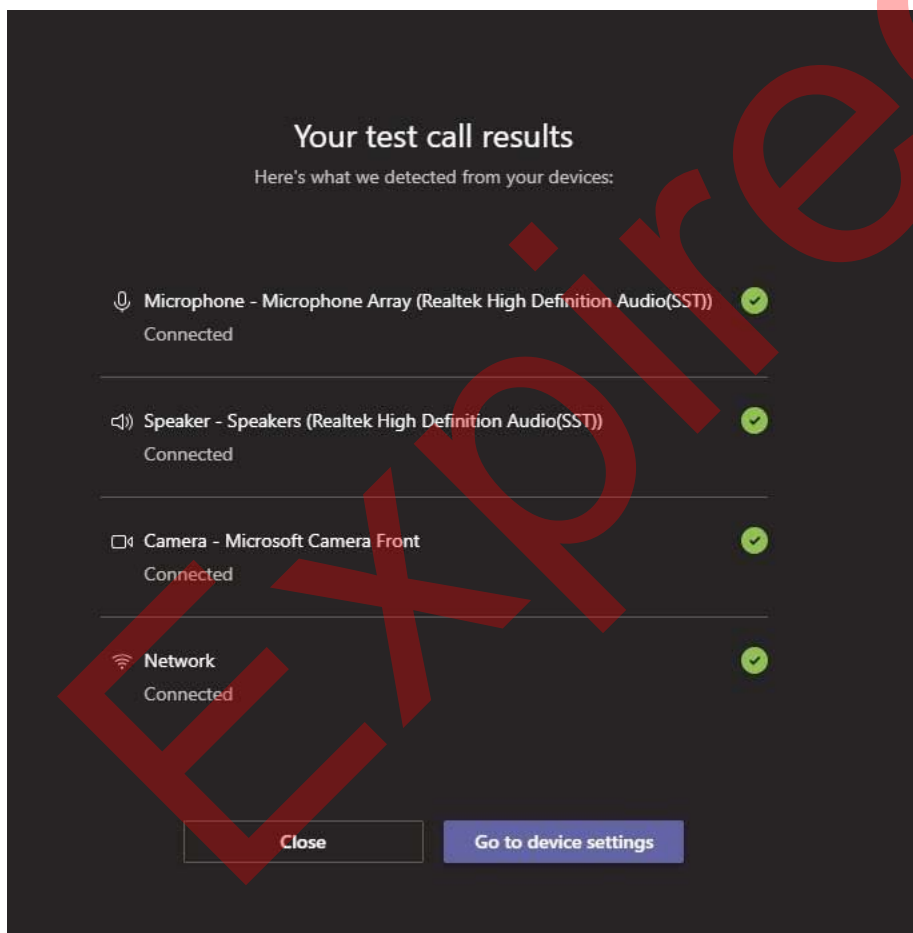 Your test call results
Here's what we detected from your devices:
Microphone - Microphone Array (Realtek High Definition Audio(SST))
Connected
Speaker - Speakers (Realtek High Definition Audio(SST))
Connected
Camera - Microsoft Camera Front
Connected
Network
Connected
Close Go to device settings
Expire